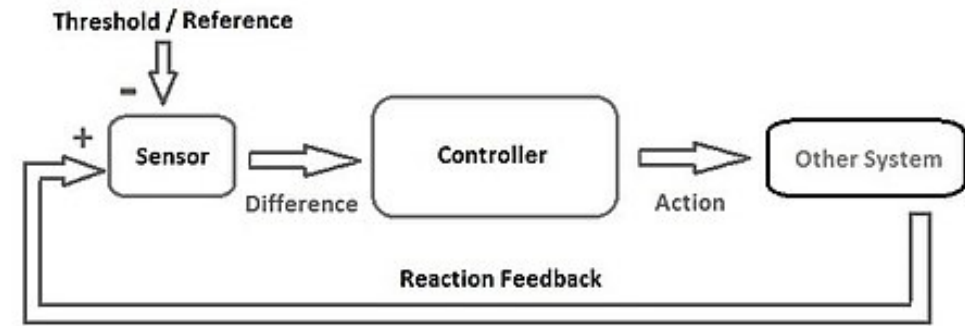 Threshold / Reference
-
+
Sensor
Difference
Controller
Action
Other System
Reaction Feedback